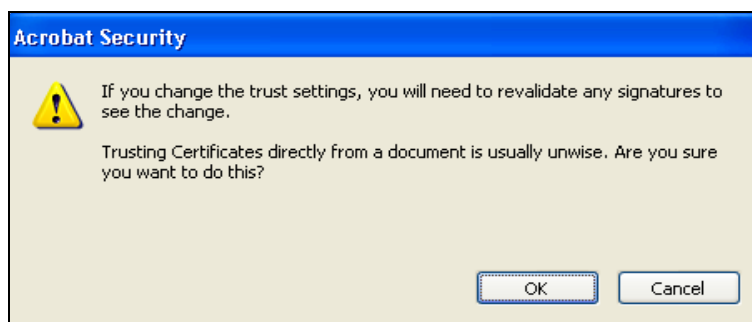 Acrobat Security
If you change the trust settings, you will need to revalidate any signatures to
see the change.
Trusting Certificates directly from a document is usually unwise. Are you sure
you want to do this?
OK
Cancel